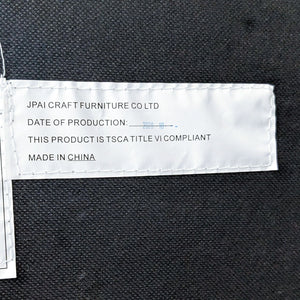 JPAI CRAFT FURNITURE CO LTD
DATE OF PRODUCTION:
THIS PRODUCT IS TSCA TITLE VI COMPLIANT
MADE IN CHINA